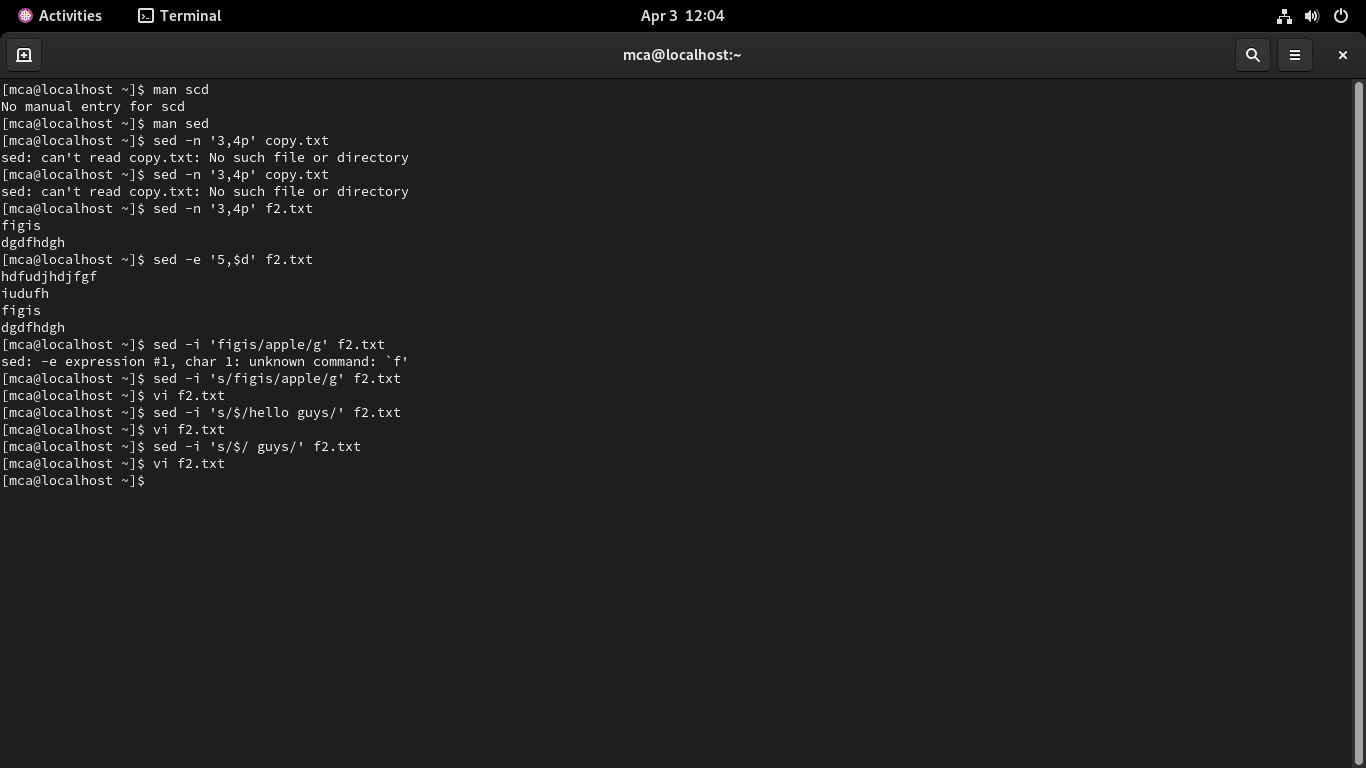 Activities Terminal Apr 3 12:04
mca@localhost:~
[mca@localhost ~]$ man scd
No manual entry for scd
[mca@localhost ~]$ man sed
[mca@localhost ~]$ sed -n '3,4p' copy.txt
sed: can't read copy.txt: No such file or directory
[mca@localhost ~]$ sed -n '3,4p' copy.txt
sed: can't read copy.txt: No such file or directory
[mca@localhost ~]$ sed -n '3,4p' f2.txt
figis
dgdfhdgh
[mca@localhost ~]$ sed -e '5,$d' f2.txt
hdfudjhdjfgf
iudufh
figis
dgdfhdgh
[mca@localhost ~]$ sed -i 'figis/apple/g' f2.txt
sed: -e expression #1, char 1: unknown command: `f'
[mca@localhost ~]$ sed -i 's/figis/apple/g' f2.txt
[mca@localhost ~]$ vi f2.txt
[mca@localhost ~]$ sed -i 's/$/hello guys/' f2.txt
[mca@localhost ~]$ vi f2.txt
[mca@localhost ~]$ sed -i 's/$/ guys/' f2.txt
[mca@localhost ~]$ vi f2.txt
[mca@localhost ~]$